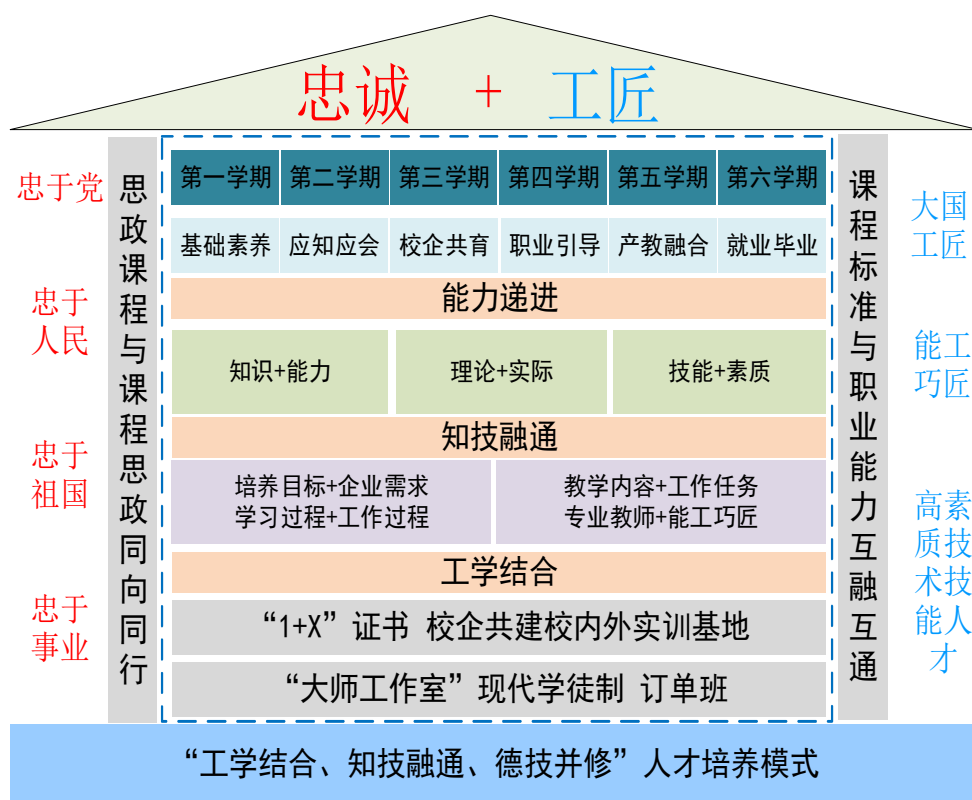 忠诚 + 工匠
忠于党
忠于
人民
忠于
祖国
忠于
事业
思政课程与课程思政同向同行
第一学期 第二学期 第三学期 第四学期 第五学期 第六学期
基础素养 应知应会 校企共育 职业引导 产教融合 就业毕业
能力递进
知识+能力 理论+实际 技能+素质
知技融通
培养目标+企业需求
学习过程+工作过程
教学内容+工作任务
专业教师+能工巧匠
工学结合
“1+X”证书 校企共建校内外实训基地
“大师工作室”现代学徒制 订单班
课程标准与职业能力互融互通
大国
工匠
能工
巧匠
高素
质技
术技
能人
才
“工学结合、知技融通、德技并修”人才培养模式